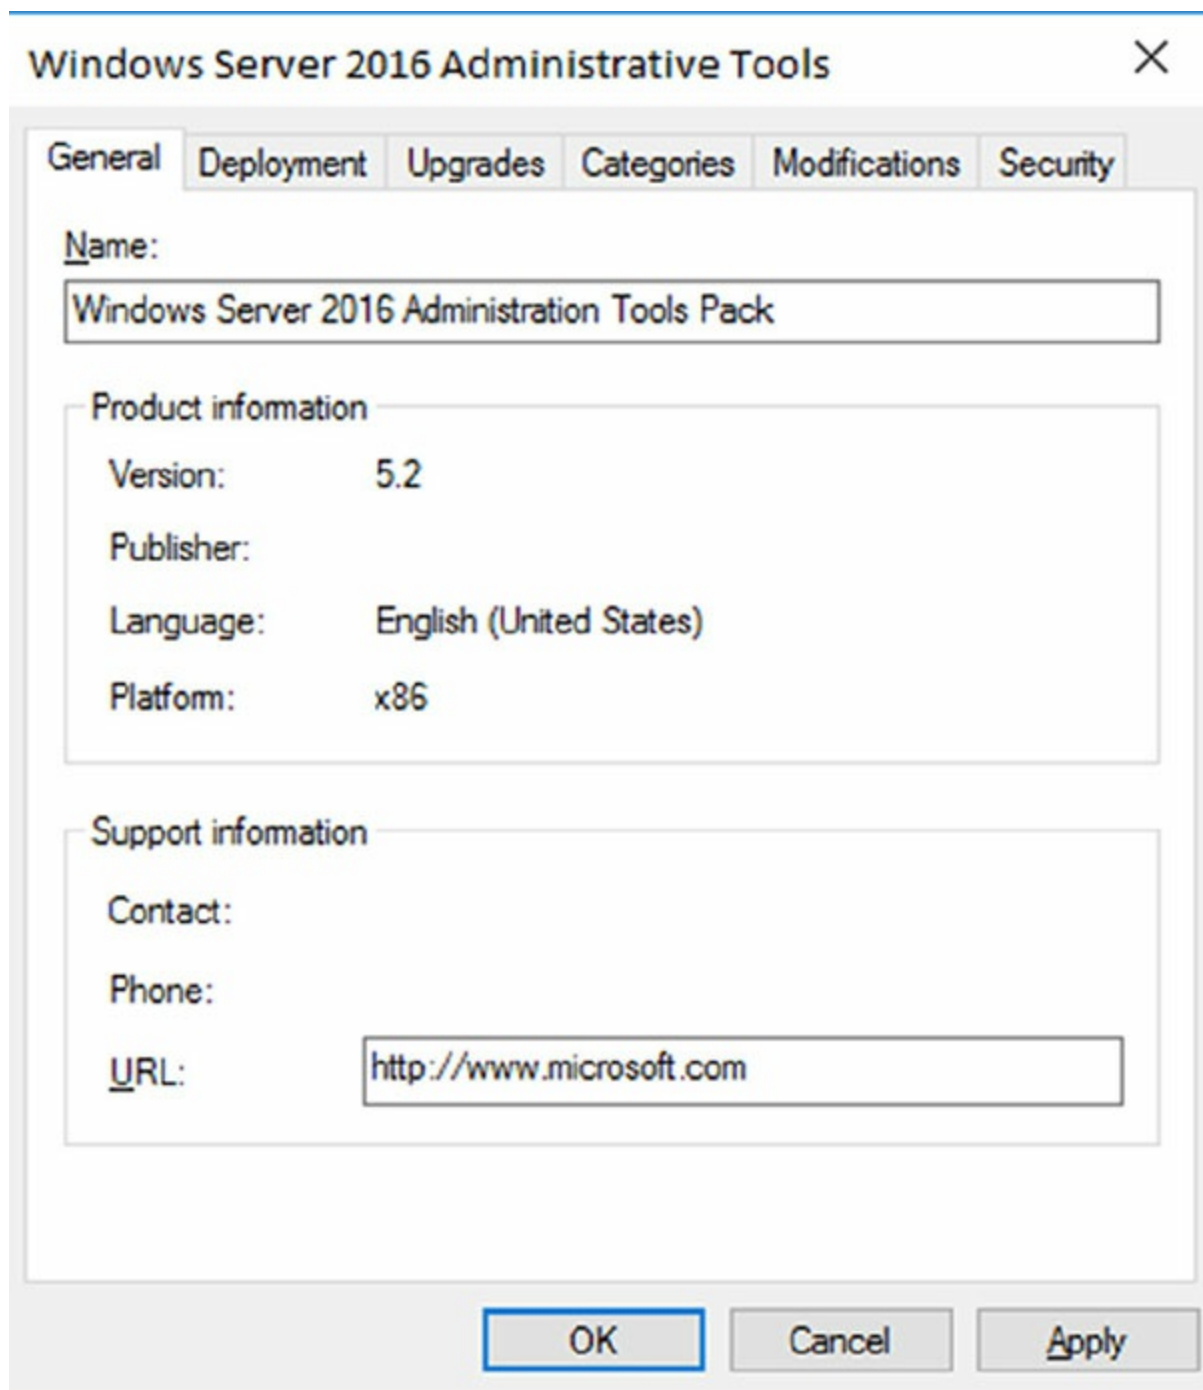 Windows Server 2016 Administrative Tools
General Deployment Upgrades Categories Modifications Security
Name:
Windows Server 2016 Administration Tools Pack
Product information
Version: 5.2
Publisher:
Language: English (United States)
Platform: x86
Support information
Contact:
Phone:
URL: http://www.microsoft.com
OK Cancel Apply